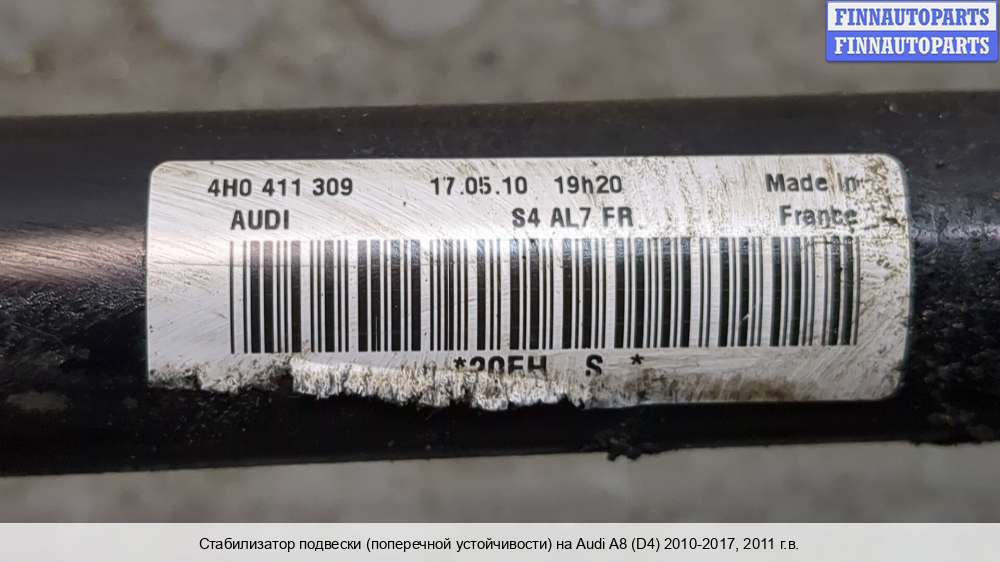 FINNAUTOPARTS
FINNAUTOPARTS
4H0 411 309 17.05.10 19h20 Made In
AUDI S4 AL7 FR France
*20FH S *
Стабилизатор подвески (поперечной устойчивости) на Audi A8 (D4) 2010-2017, 2011 г.в.